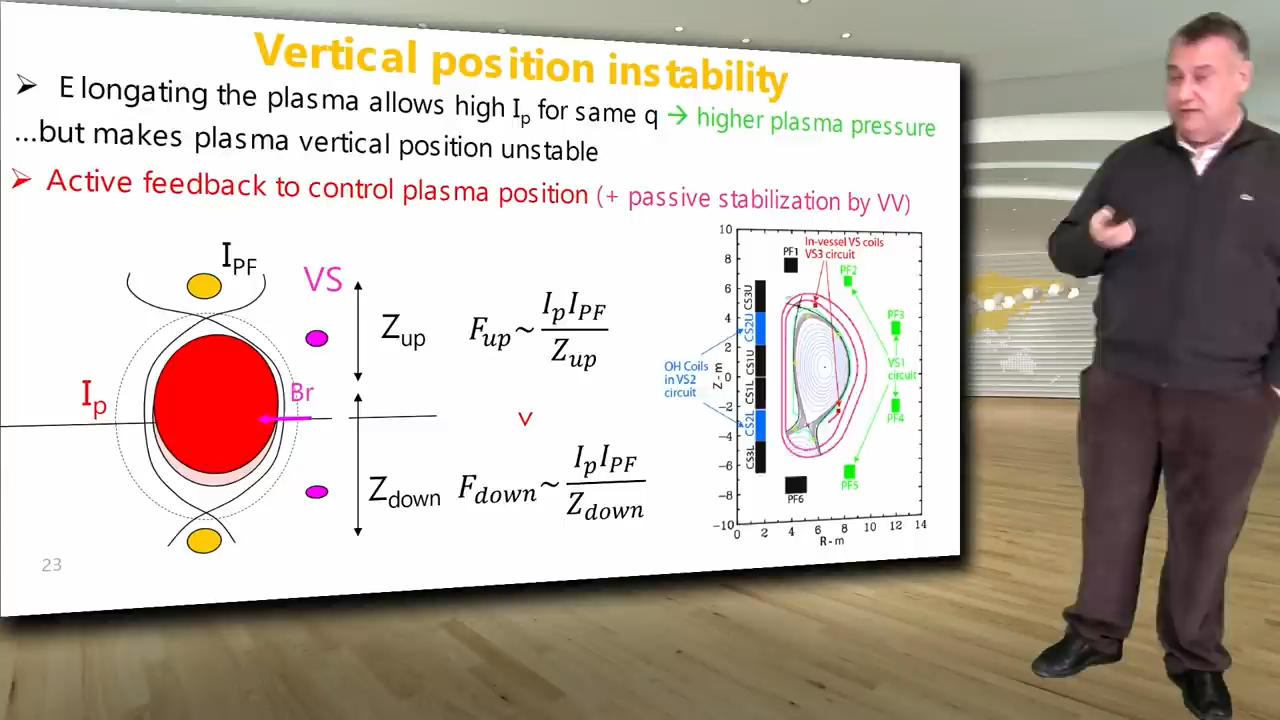 Vertical position instability
➢ Elongating the plasma allows high Ip for same q → higher plasma pressure
...but makes plasma vertical position unstable
➢ Active feedback to control plasma position (+ passive stabilization by VV)
IPF
VS
Zup
Fup~ IpIPF / Zup
Ip
Br
v
Zdown
Fdown~ IpIPF / Zdown
23
In-vessel VS coils
VS3 circuit
PF1
PF2
PF3
VS1
circuit
PF4
PF5
PF6
OH Coils
in VS2
circuit
CS3U
CS2U
CS1U
CS1L
CS2L
CS3L
Z - m
10
8
6
4
2
0
-2
-4
-6
-8
-10
0 2 4 6 8 10 12 14
R - m